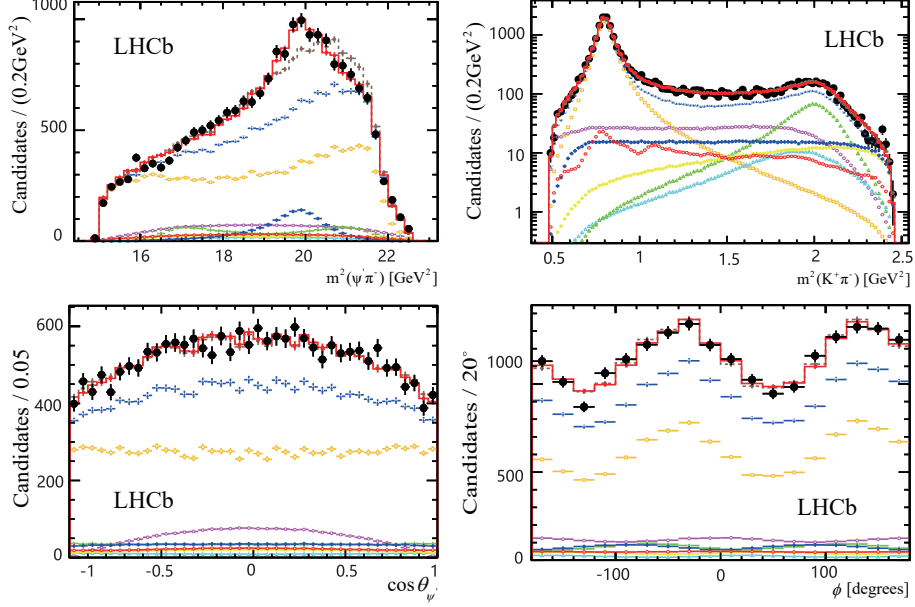 1000
500
0
Candidates / (0.2GeV²)
LHCb
16
18
20
22
m²(ψ'π⁻) [GeV²]
1000
100
10
1
Candidates / (0.2GeV²)
LHCb
0.5
1
1.5
2
2.5
m²(K⁺π⁻) [GeV²]
600
400
200
0
Candidates / 0.05
LHCb
-1
-0.5
0
0.5
1
cos θψ'
1000
500
0
Candidates / 20°
LHCb
-100
0
100
ϕ [degrees]